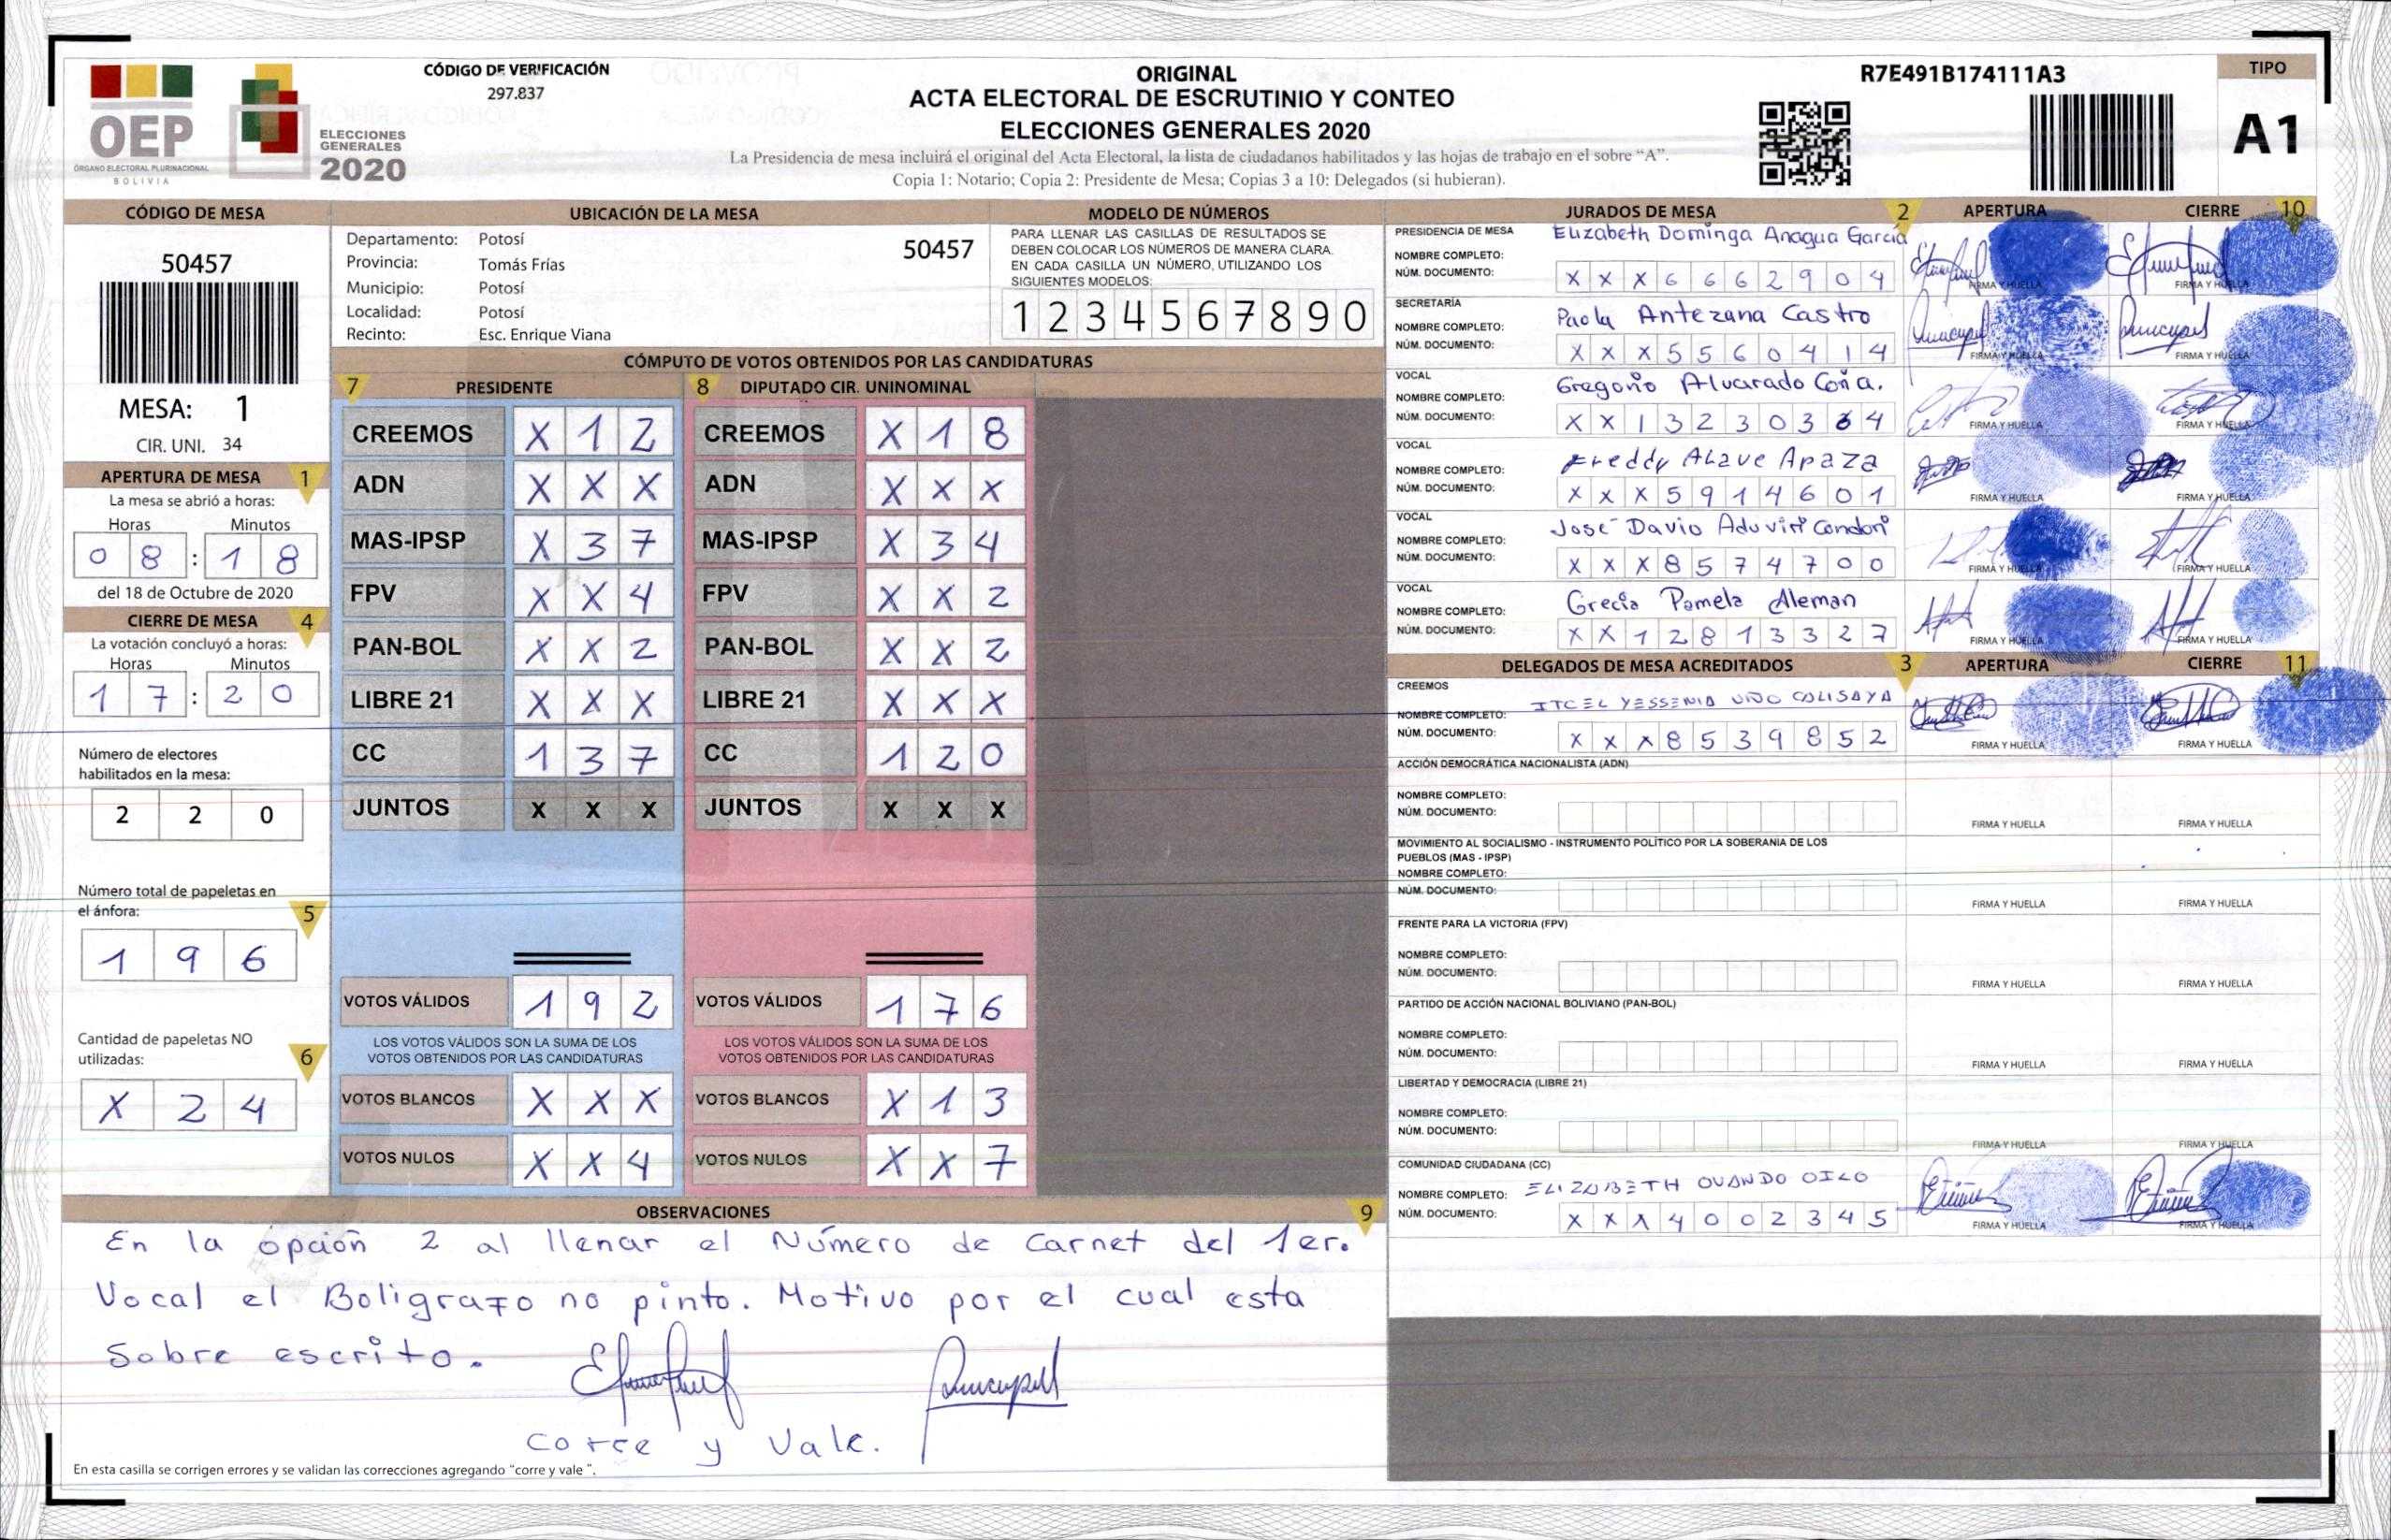 OEP
ÓRGANO ELECTORAL PLURINACIONAL
BOLIVIA
ELECCIONES
GENERALES
2020
CÓDIGO DE VERIFICACIÓN
297.837
ORIGINAL
ACTA ELECTORAL DE ESCRUTINIO Y CONTEO
ELECCIONES GENERALES 2020
La Presidencia de mesa incluirá el original del Acta Electoral, la lista de ciudadanos habilitados y las hojas de trabajo en el sobre “A”.
Copia 1: Notario; Copia 2: Presidente de Mesa; Copias 3 a 10: Delegados (si hubieran).
R7E491B174111A3
TIPO
A1
CÓDIGO DE MESA
50457
MESA: 1
CIR. UNI. 34
APERTURA DE MESA 1
La mesa se abrió a horas:
Horas Minutos
0 8 : 1 8
del 18 de Octubre de 2020
CIERRE DE MESA 4
La votación concluyó a horas:
Horas Minutos
1 7 : 2 0
Número de electores
habilitados en la mesa:
2 2 0
Número total de papeletas en
el ánfora: 5
1 9 6
Cantidad de papeletas NO
utilizadas: 6
X 2 4
UBICACIÓN DE LA MESA
Departamento: Potosí 50457
Provincia: Tomás Frías
Municipio: Potosí
Localidad: Potosí
Recinto: Esc. Enrique Viana
MODELO DE NÚMEROS
PARA LLENAR LAS CASILLAS DE RESULTADOS SE
DEBEN COLOCAR LOS NÚMEROS DE MANERA CLARA.
EN CADA CASILLA UN NÚMERO, UTILIZANDO LOS
SIGUIENTES MODELOS:
1 2 3 4 5 6 7 8 9 0
CÓMPUTO DE VOTOS OBTENIDOS POR LAS CANDIDATURAS
7 PRESIDENTE 8 DIPUTADO CIR. UNINOMINAL
CREEMOS X 1 2 CREEMOS X 1 8
ADN X X X ADN X X X
MAS-IPSP X 3 7 MAS-IPSP X 3 4
FPV X X 4 FPV X X 2
PAN-BOL X X 2 PAN-BOL X X 2
LIBRE 21 X X X LIBRE 21 X X X
CC 1 3 7 CC 1 2 0
JUNTOS X X X JUNTOS X X X
VOTOS VÁLIDOS 1 9 2 VOTOS VÁLIDOS 1 7 6
LOS VOTOS VÁLIDOS SON LA SUMA DE LOS LOS VOTOS VÁLIDOS SON LA SUMA DE LOS
VOTOS OBTENIDOS POR LAS CANDIDATURAS VOTOS OBTENIDOS POR LAS CANDIDATURAS
VOTOS BLANCOS X X X VOTOS BLANCOS X 1 3
VOTOS NULOS X X 4 VOTOS NULOS X X 7
OBSERVACIONES 9
En la opción 2 al llenar el Número de Carnet del 1er.
Vocal el Boligrafo no pinto. Motivo por el cual esta
Sobre escrito.
Corre y Vale.
En esta casilla se corrigen errores y se validan las correcciones agregando “corre y vale ”.
JURADOS DE MESA 2 APERTURA CIERRE 10
PRESIDENCIA DE MESA Elizabeth Dominga Anagua Garcia
NOMBRE COMPLETO:
NÚM. DOCUMENTO: X X X 6 6 6 2 9 0 4 FIRMA Y HUELLA FIRMA Y HUELLA
SECRETARÍA Paola Antezana Castro
NOMBRE COMPLETO:
NÚM. DOCUMENTO: X X X 5 5 6 0 4 1 4 FIRMA Y HUELLA FIRMA Y HUELLA
VOCAL Gregorio Alvarado
NOMBRE COMPLETO:
NÚM. DOCUMENTO: X X 1 3 2 3 0 3 4 FIRMA Y HUELLA FIRMA Y HUELLA
VOCAL Freddy Alave Apaza
NOMBRE COMPLETO:
NÚM. DOCUMENTO: X X X 5 9 1 4 6 0 1 FIRMA Y HUELLA FIRMA Y HUELLA
VOCAL José David Aduviri Condori
NOMBRE COMPLETO:
NÚM. DOCUMENTO: X X X 8 5 7 4 7 0 0 FIRMA Y HUELLA FIRMA Y HUELLA
VOCAL Grecia Pamela Aleman
NOMBRE COMPLETO:
NÚM. DOCUMENTO: X X 1 2 8 1 3 3 2 7 FIRMA Y HUELLA FIRMA Y HUELLA
DELEGADOS DE MESA ACREDITADOS 3 APERTURA CIERRE 11
CREEMOS
NOMBRE COMPLETO: ITCEL YESSENIA COLISAYA
NÚM. DOCUMENTO: X X X 8 5 3 9 8 5 2 FIRMA Y HUELLA FIRMA Y HUELLA
ACCIÓN DEMOCRÁTICA NACIONALISTA (ADN)
NOMBRE COMPLETO:
NÚM. DOCUMENTO: FIRMA Y HUELLA FIRMA Y HUELLA
MOVIMIENTO AL SOCIALISMO - INSTRUMENTO POLÍTICO POR LA SOBERANIA DE LOS
PUEBLOS (MAS - IPSP)
NOMBRE COMPLETO:
NÚM. DOCUMENTO: FIRMA Y HUELLA FIRMA Y HUELLA
FRENTE PARA LA VICTORIA (FPV)
NOMBRE COMPLETO:
NÚM. DOCUMENTO: FIRMA Y HUELLA FIRMA Y HUELLA
PARTIDO DE ACCIÓN NACIONAL BOLIVIANO (PAN-BOL)
NOMBRE COMPLETO:
NÚM. DOCUMENTO: FIRMA Y HUELLA FIRMA Y HUELLA
LIBERTAD Y DEMOCRACIA (LIBRE 21)
NOMBRE COMPLETO:
NÚM. DOCUMENTO: FIRMA Y HUELLA FIRMA Y HUELLA
COMUNIDAD CIUDADANA (CC)
NOMBRE COMPLETO: ELIZABETH OVANDO
NÚM. DOCUMENTO: X X X 4 0 0 2 3 4 5 FIRMA Y HUELLA FIRMA Y HUELLA